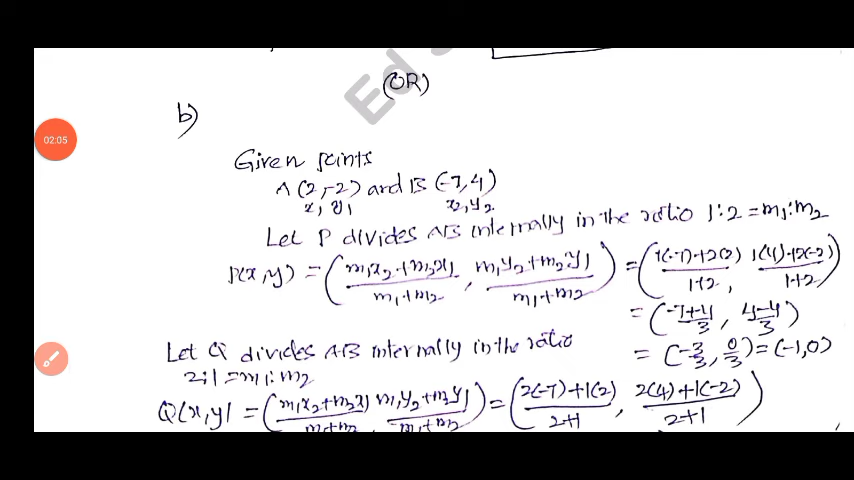 Ed
(OR)
b)
02:05
Given points
A (2,-2) and B (-7,4)
x, y1 x2, y2
Let P divides AB internally in the ratio 1:2 = m1:m2
P(x,y) = (m1x2+m2x1/m1+m2, m1y2+m2y1/m1+m2) = (1(-7)+2(2)/1+2, 1(4)+2(-2)/1+2)
= (-7+4/3, 4-4/3)
= (-3/3, 0/3) = (-1,0)
Let Q divides AB internally in the ratio
2:1 = m1:m2
Q(x,y) = (m1x2+m2x1/m1+m2, m1y2+m2y1/m1+m2) = (2(-7)+1(2)/2+1, 2(4)+1(-2)/2+1)